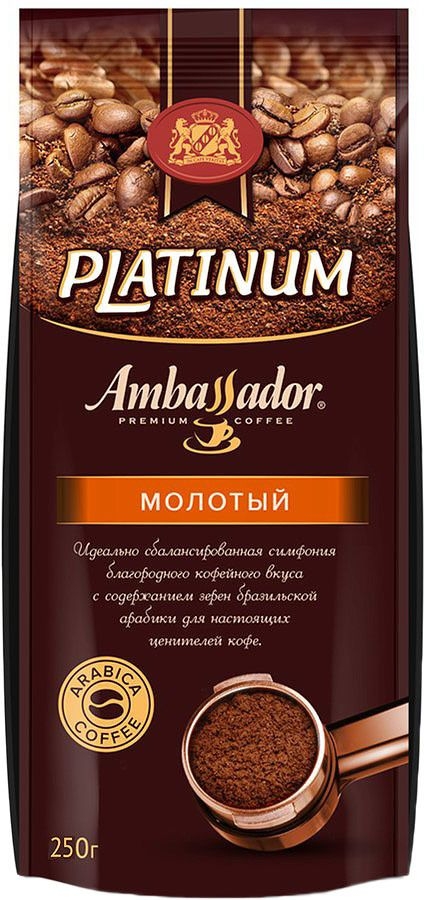 PLATINUM
Ambassador®
PREMIUM COFFEE
МОЛОТЫЙ
Идеально сбалансированная симфония
благородного кофейного вкуса
с содержанием зерен бразильской
арабики для настоящих
ценителей кофе.
ARABICA
COFFEE
250г